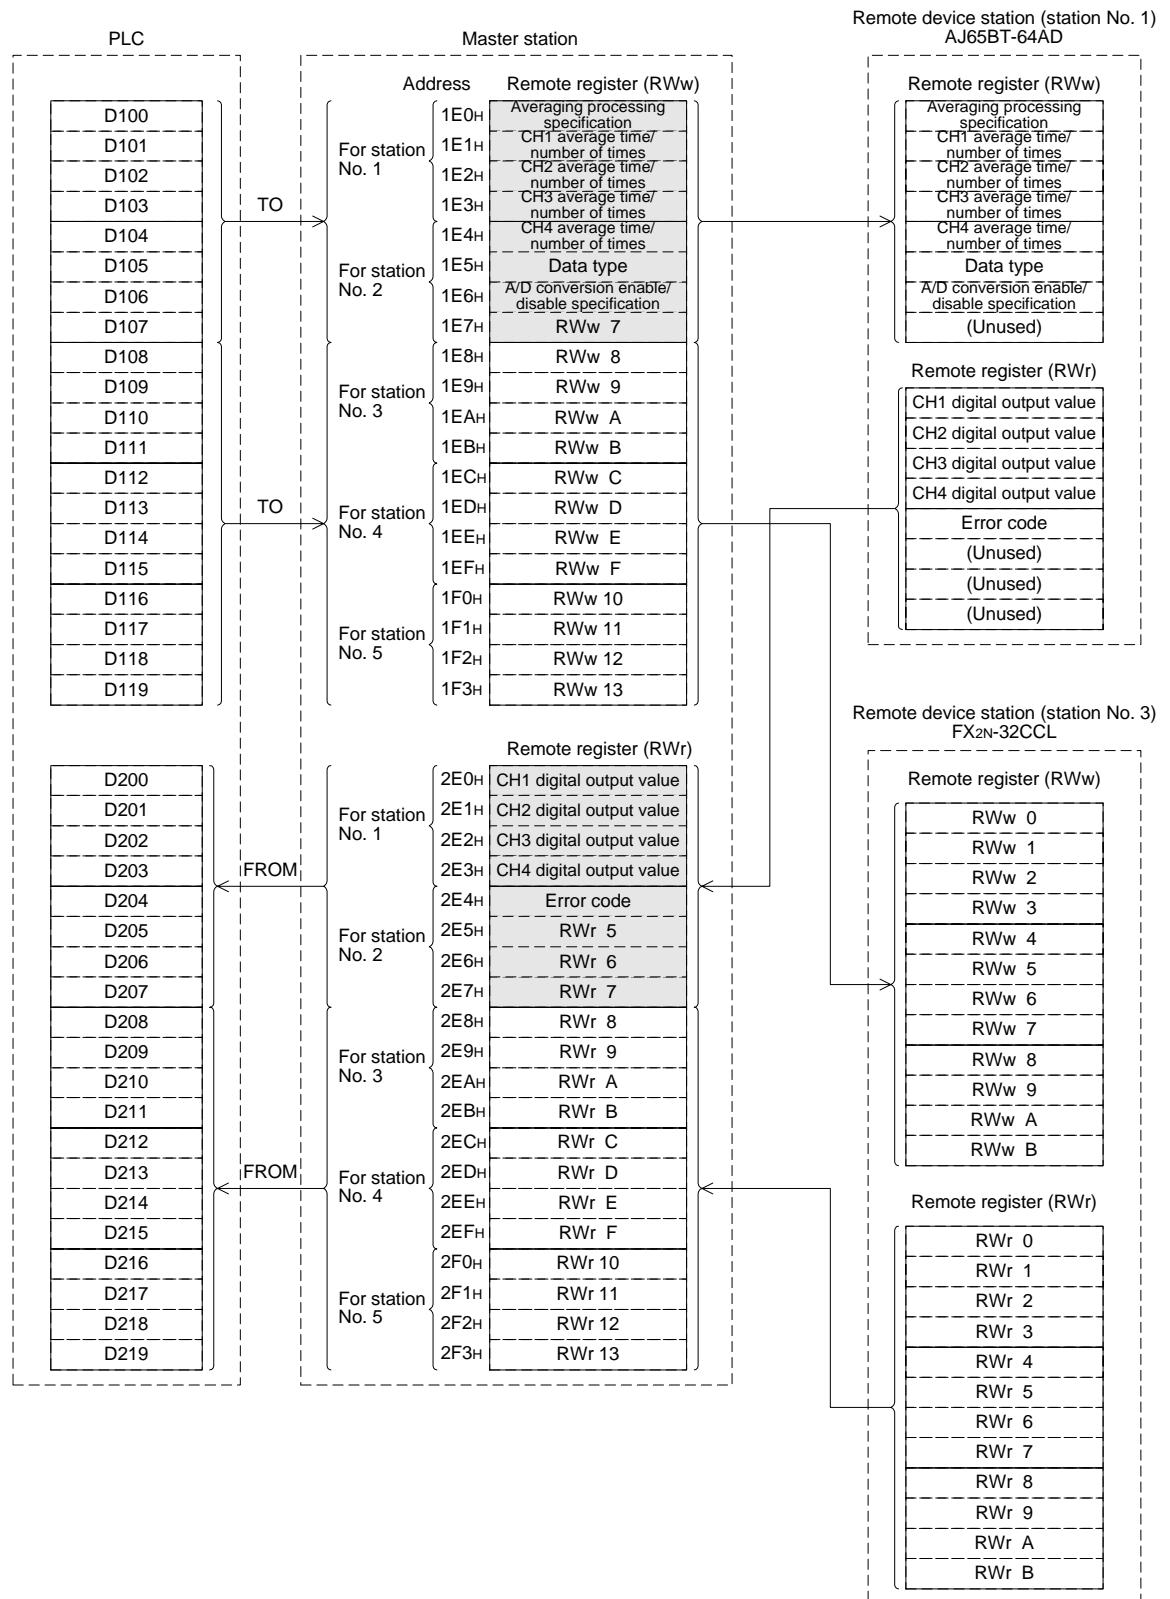 PLC
Master station
Remote device station (station No. 1)
AJ65BT-64AD
Address
Remote register (RWw)
D100
D101
D102
D103
D104
D105
D106
D107
D108
D109
D110
D111
D112
D113
D114
D115
D116
D117
D118
D119
TO
TO
For station
No. 1
For station
No. 2
For station
No. 3
For station
No. 4
For station
No. 5
1E0H Averaging processing
specification
1E1H CH1 average time/
number of times
1E2H CH2 average time/
number of times
1E3H CH3 average time/
number of times
1E4H CH4 average time/
number of times
1E5H Data type
1E6H A/D conversion enable/
disable specification
1E7H RWw 7
1E8H RWw 8
1E9H RWw 9
1EAH RWw A
1EBH RWw B
1ECH RWw C
1EDH RWw D
1EEH RWw E
1EFH RWw F
1F0H RWw 10
1F1H RWw 11
1F2H RWw 12
1F3H RWw 13
Remote register (RWw)
Averaging processing
specification
CH1 average time/
number of times
CH2 average time/
number of times
CH3 average time/
number of times
CH4 average time/
number of times
Data type
A/D conversion enable/
disable specification
(Unused)
Remote register (RWr)
CH1 digital output value
CH2 digital output value
CH3 digital output value
CH4 digital output value
Error code
(Unused)
(Unused)
(Unused)
D200
D201
D202
D203
D204
D205
D206
D207
D208
D209
D210
D211
D212
D213
D214
D215
D216
D217
D218
D219
FROM
FROM
Remote register (RWr)
For station
No. 1
For station
No. 2
For station
No. 3
For station
No. 4
For station
No. 5
2E0H CH1 digital output value
2E1H CH2 digital output value
2E2H CH3 digital output value
2E3H CH4 digital output value
2E4H Error code
2E5H RWr 5
2E6H RWr 6
2E7H RWr 7
2E8H RWr 8
2E9H RWr 9
2EAH RWr A
2EBH RWr B
2ECH RWr C
2EDH RWr D
2EEH RWr E
2EFH RWr F
2F0H RWr 10
2F1H RWr 11
2F2H RWr 12
2F3H RWr 13
Remote device station (station No. 3)
FX2N-32CCL
Remote register (RWw)
RWw 0
RWw 1
RWw 2
RWw 3
RWw 4
RWw 5
RWw 6
RWw 7
RWw 8
RWw 9
RWw A
RWw B
Remote register (RWr)
RWr 0
RWr 1
RWr 2
RWr 3
RWr 4
RWr 5
RWr 6
RWr 7
RWr 8
RWr 9
RWr A
RWr B